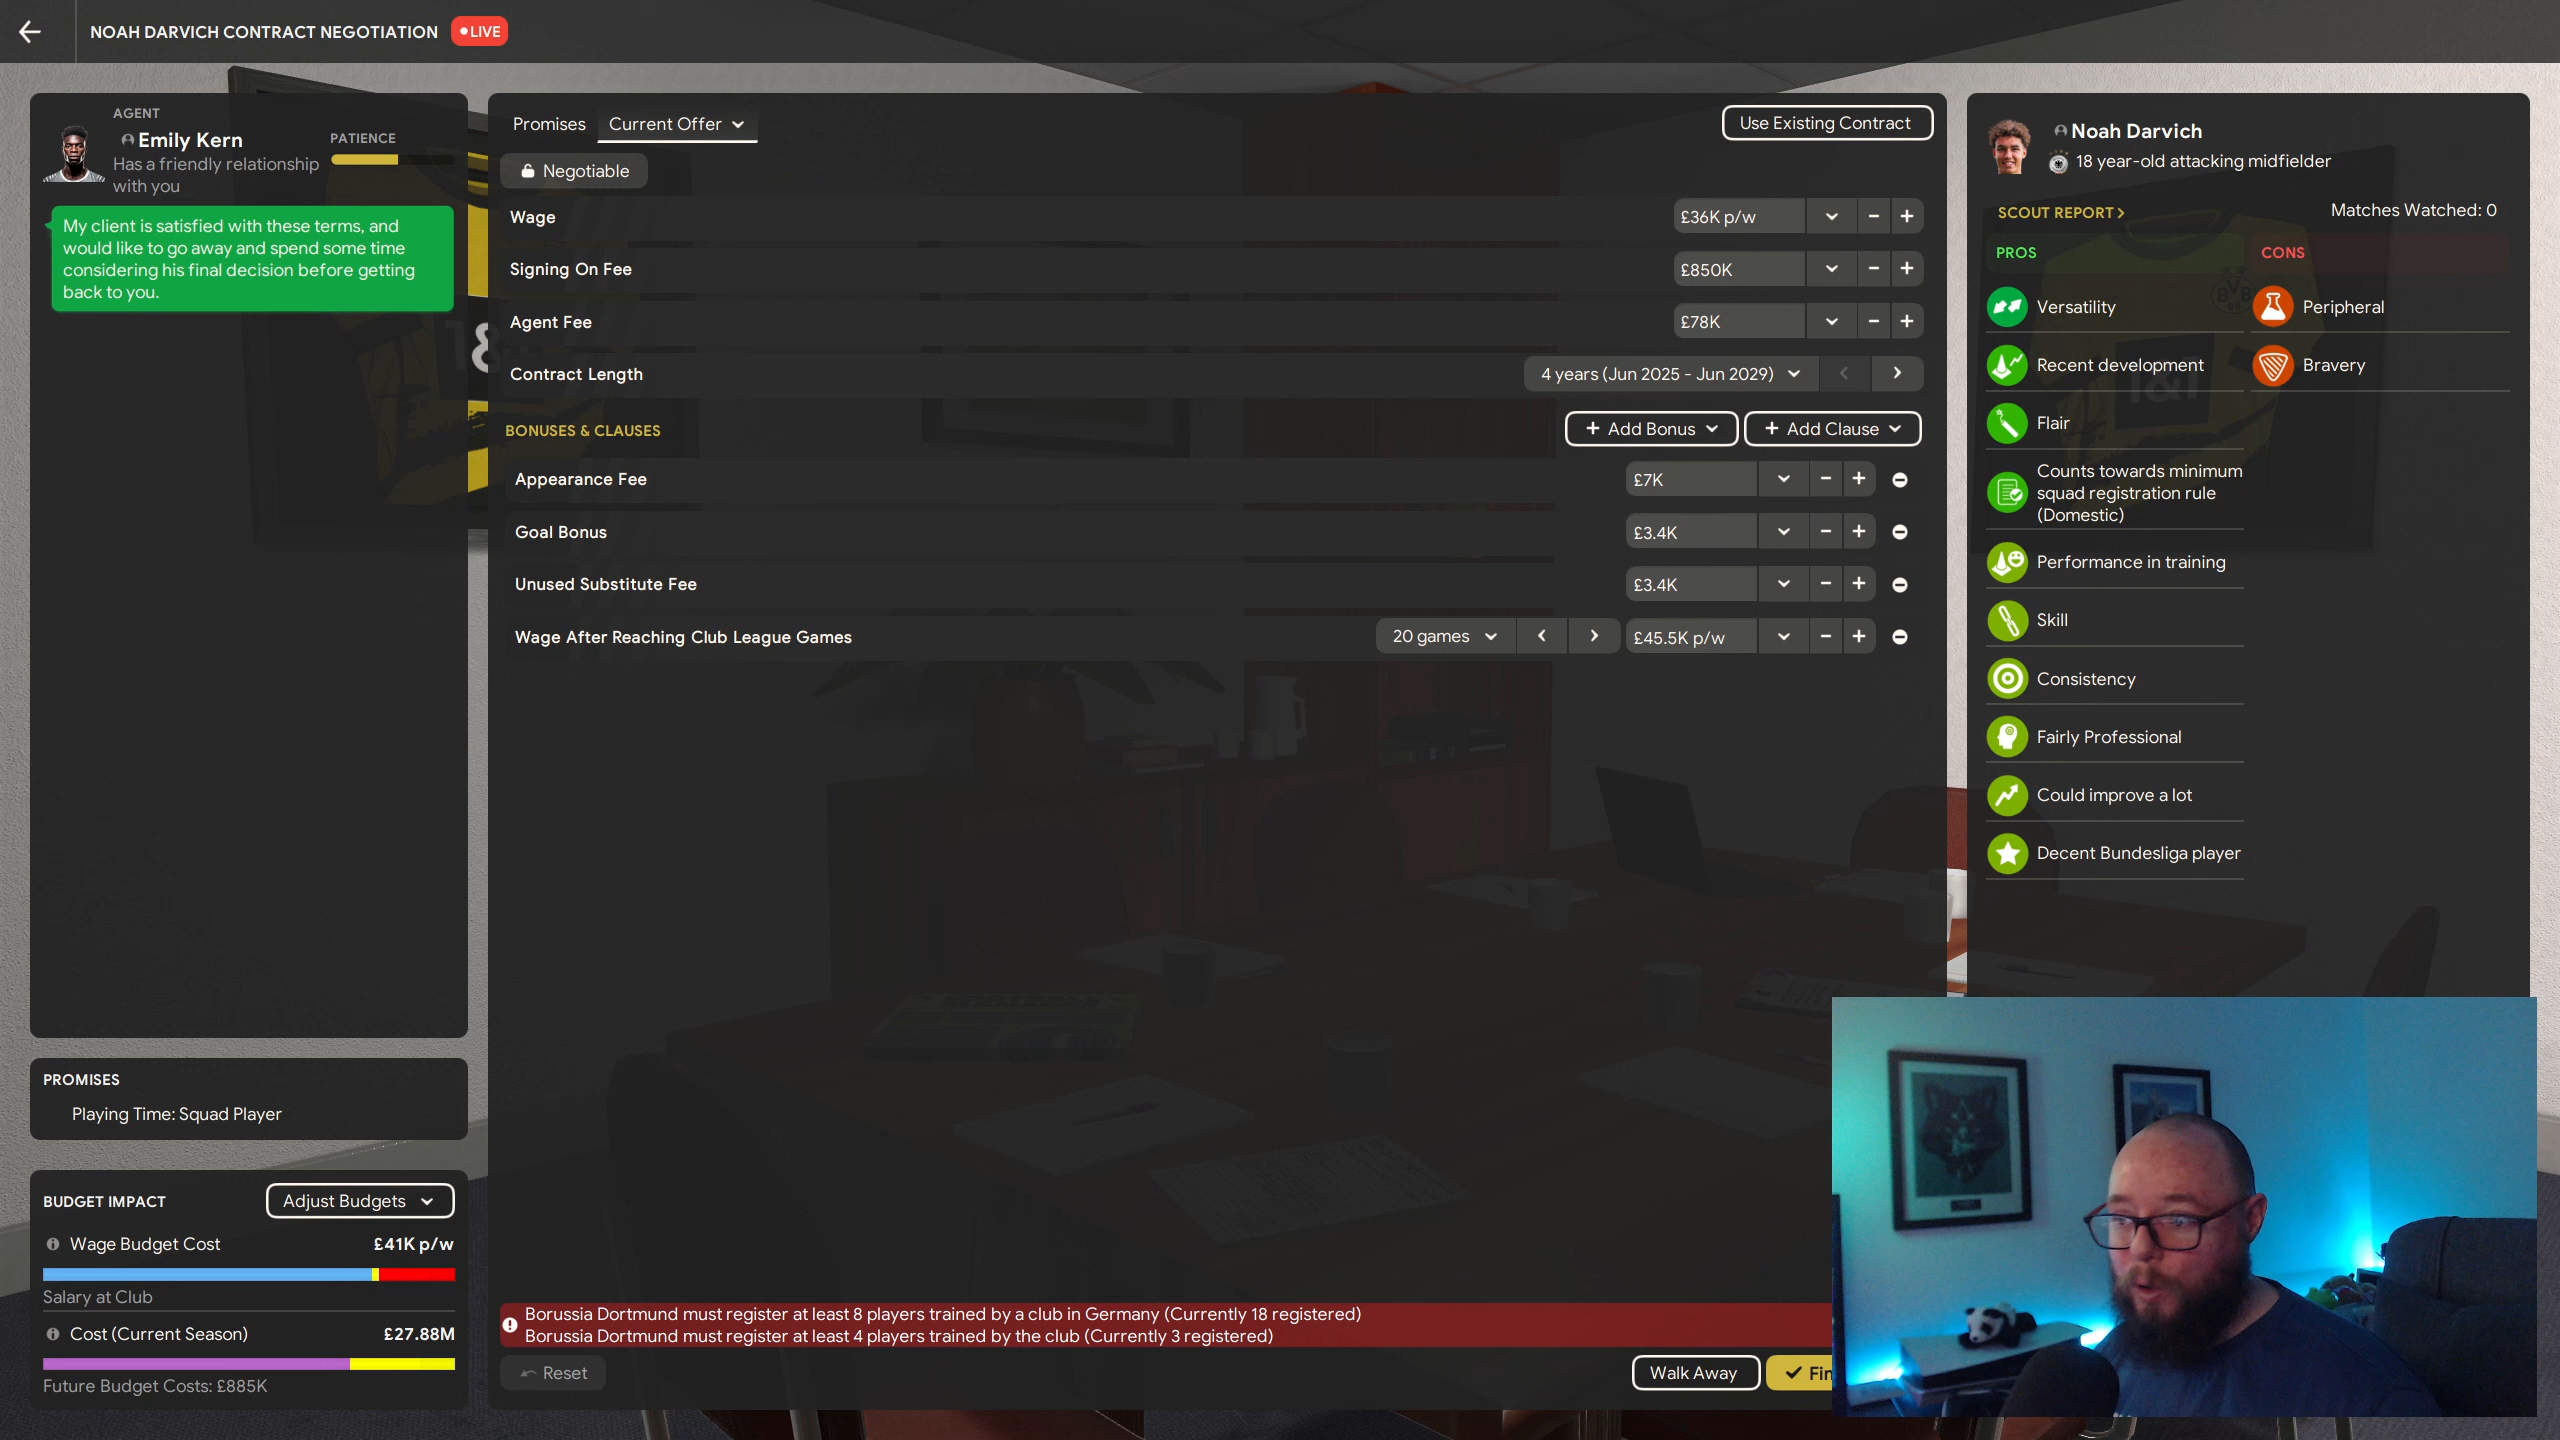 NOAH DARVICH CONTRACT NEGOTIATION
LIVE
AGENT
Emily Kern
Has a friendly relationship
with you
PATIENCE
My client is satisfied with these terms, and
would like to go away and spend some time
considering his final decision before getting
back to you.
PROMISES
Playing Time: Squad Player
BUDGET IMPACT
Adjust Budgets
Wage Budget Cost £41K p/w
Salary at Club
Cost (Current Season) £27.88M
Future Budget Costs: £885K
Promises Current Offer
Use Existing Contract
Negotiable
Wage £36K p/w
Signing On Fee £850K
Agent Fee £78K
Contract Length 4 years (Jun 2025 - Jun 2029)
BONUSES & CLAUSES
Add Bonus Add Clause
Appearance Fee £7K
Goal Bonus £3.4K
Unused Substitute Fee £3.4K
Wage After Reaching Club League Games 20 games £45.5K p/w
Borussia Dortmund must register at least 8 players trained by a club in Germany (Currently 18 registered)
Borussia Dortmund must register at least 4 players trained by the club (Currently 3 registered)
Reset
Walk Away
Noah Darvich
18 year-old attacking midfielder
SCOUT REPORT
Matches Watched: 0
PROS
Versatility
Recent development
Flair
Counts towards minimum
squad registration rule
(Domestic)
Performance in training
Skill
Consistency
Fairly Professional
Could improve a lot
Decent Bundesliga player
CONS
Peripheral
Bravery